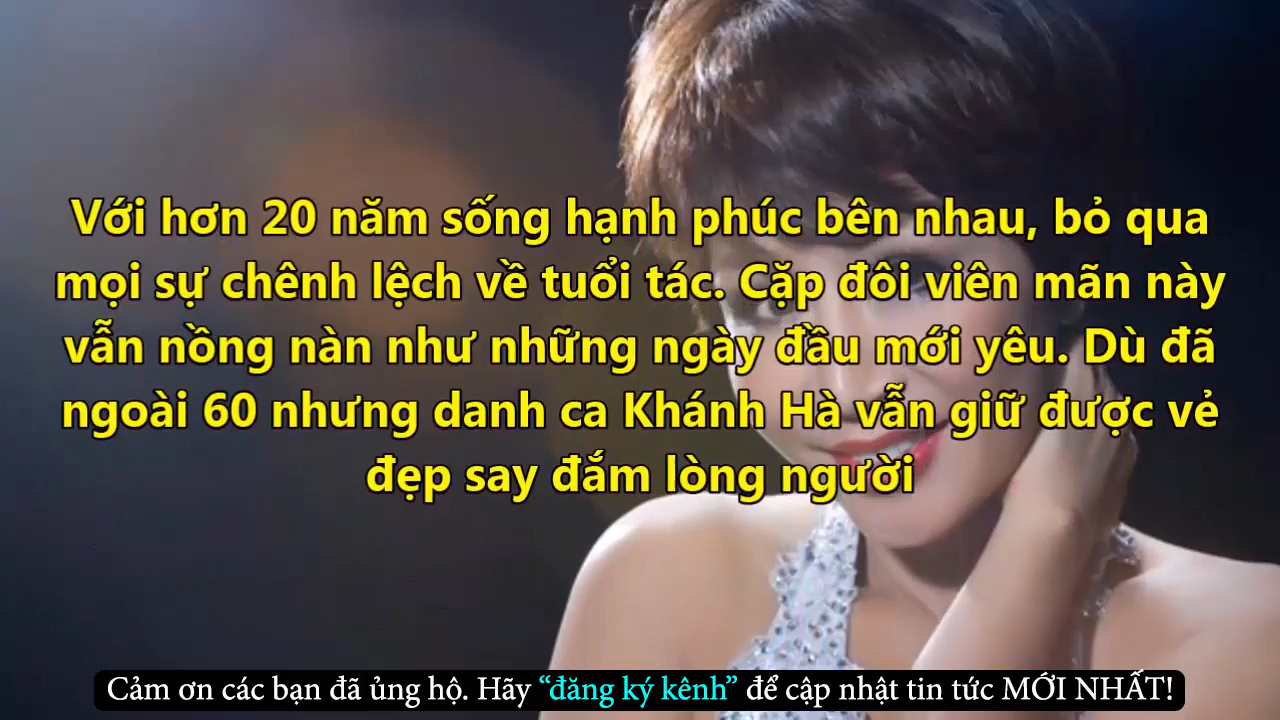 Với hơn 20 năm sống hạnh phúc bên nhau, bỏ qua
mọi sự chênh lệch về tuổi tác. Cặp đôi viên mãn này
vẫn nồng nàn như những ngày đầu mới yêu. Dù đã
ngoài 60 nhưng danh ca Khánh Hà vẫn giữ được vẻ
đẹp say đắm lòng người
Cảm ơn các bạn đã ủng hộ. Hãy “đăng ký kênh” để cập nhật tin tức MỚI NHẤT!